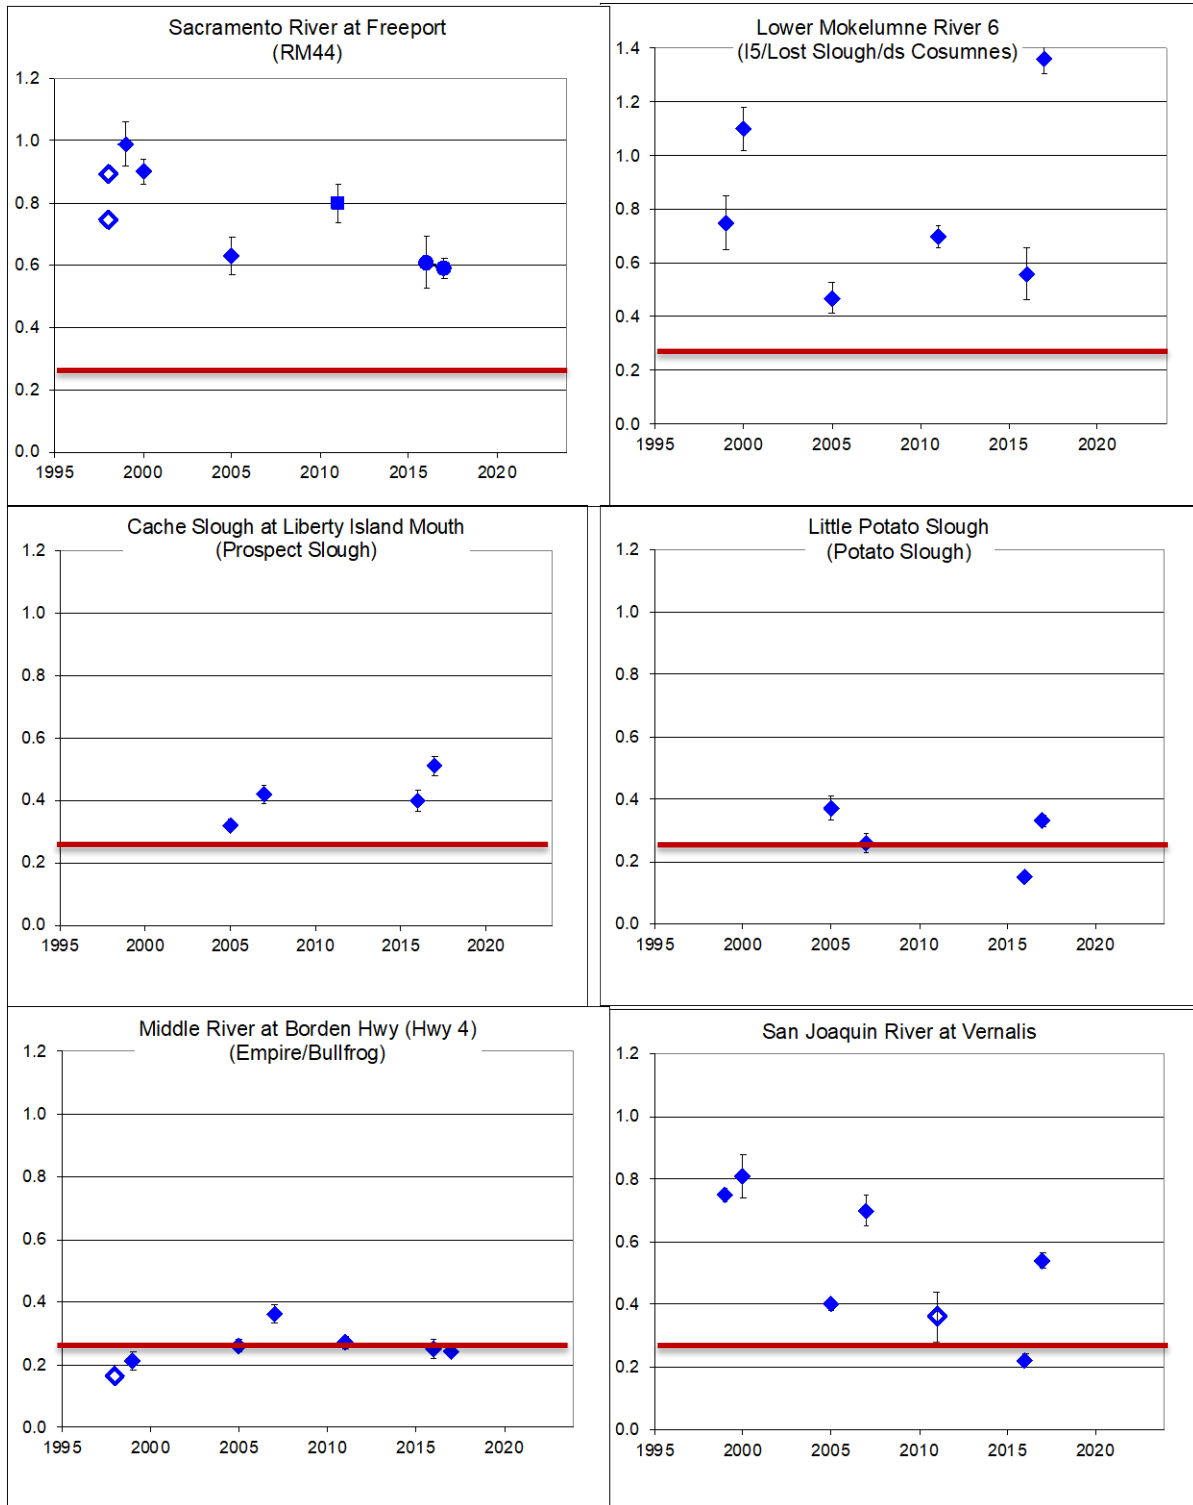 Sacramento River at Freeport
(RM44)
1.2
1.0
0.8
0.6
0.4
0.2
0.0
1995 2000 2005 2010 2015 2020
Lower Mokelumne River 6
(I5/Lost Slough/ds Cosumnes)
1.4
1.2
1.0
0.8
0.6
0.4
0.2
0.0
1995 2000 2005 2010 2015 2020
Cache Slough at Liberty Island Mouth
(Prospect Slough)
1.2
1.0
0.8
0.6
0.4
0.2
0.0
1995 2000 2005 2010 2015 2020
Little Potato Slough
(Potato Slough)
1.2
1.0
0.8
0.6
0.4
0.2
0.0
1995 2000 2005 2010 2015 2020
Middle River at Borden Hwy (Hwy 4)
(Empire/Bullfrog)
1.2
1.0
0.8
0.6
0.4
0.2
0.0
1995 2000 2005 2010 2015 2020
San Joaquin River at Vernalis
1.2
1.0
0.8
0.6
0.4
0.2
0.0
1995 2000 2005 2010 2015 2020